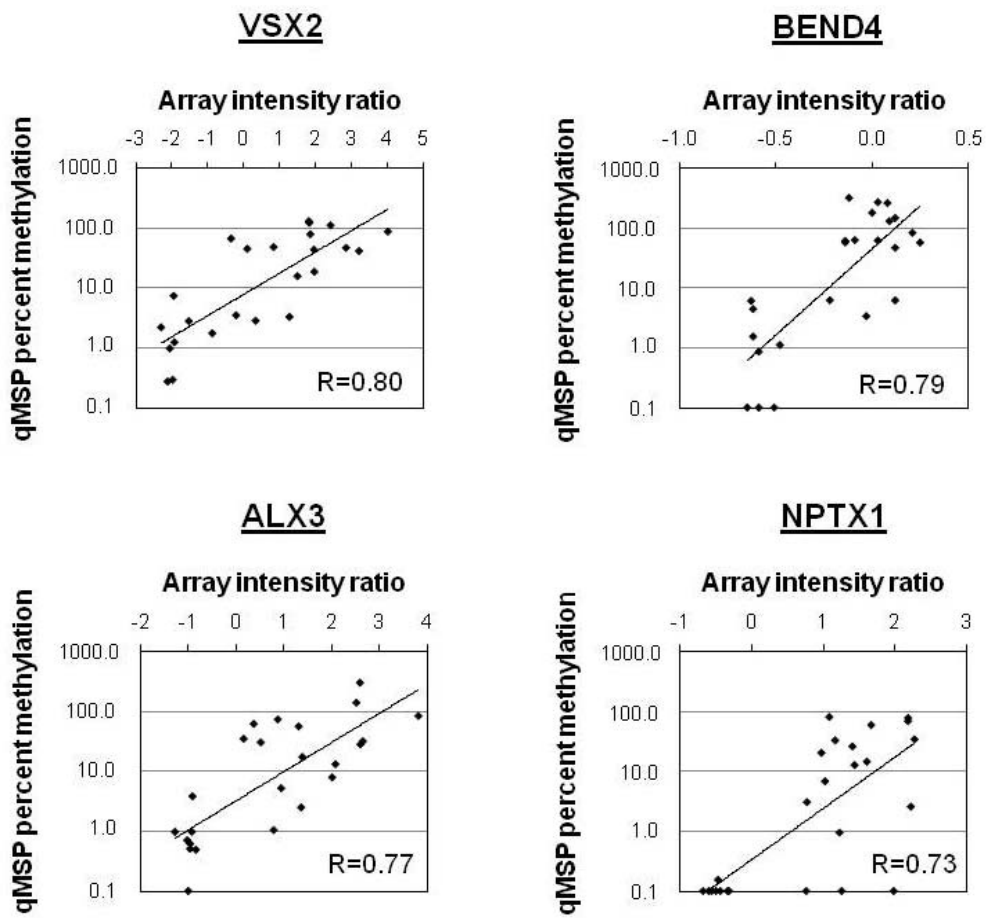 VSX2
Array intensity ratio
-3 -2 -1 0 1 2 3 4 5
qMSP percent methylation
1000.0
100.0
10.0
1.0
0.1
R=0.80
BEND4
Array intensity ratio
-1.0 -0.5 0.0 0.5
qMSP percent methylation
1000.0
100.0
10.0
1.0
0.1
R=0.79
ALX3
Array intensity ratio
-2 -1 0 1 2 3 4
qMSP percent methylation
1000.0
100.0
10.0
1.0
0.1
R=0.77
NPTX1
Array intensity ratio
-1 0 1 2 3
qMSP percent methylation
1000.0
100.0
10.0
1.0
0.1
R=0.73